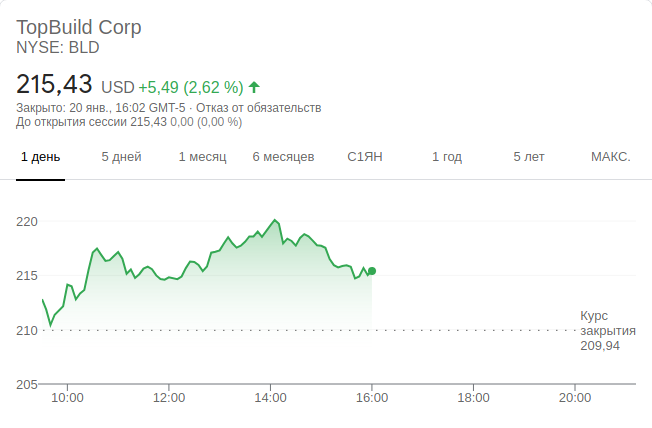 TopBuild Corp
NYSE: BLD
215,43 USD +5,49 (2,62 %)
Закрыто: 20 янв., 16:02 GMT-5 · Отказ от обязательств
До открытия сессии 215,43 0,00 (0,00 %)
1 день 5 дней 1 месяц 6 месяцев С1ЯН 1 год 5 лет МАКС.
220
215
210
Курс
закрытия
209,94
205
10:00 12:00 14:00 16:00 18:00 20:00